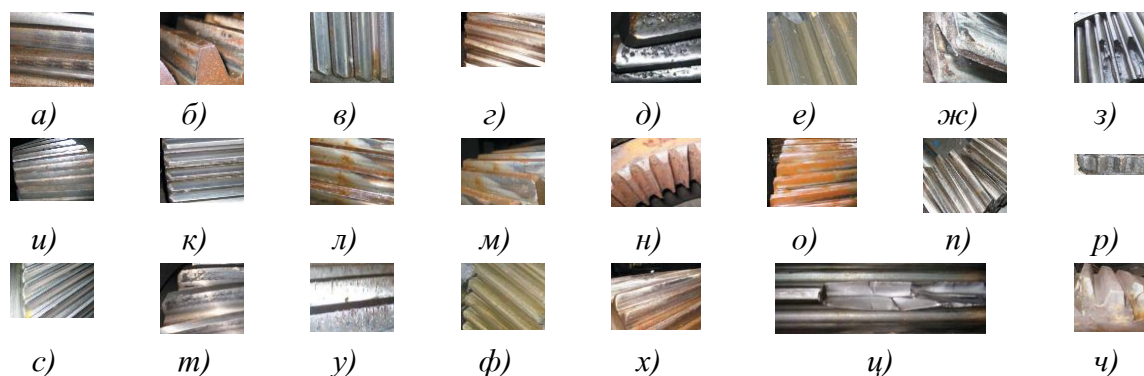 а) б) в) г) д) е) ж) з)
и) к) л) м) н) о) п) р)
с) т) у) ф) х) ц) ч)